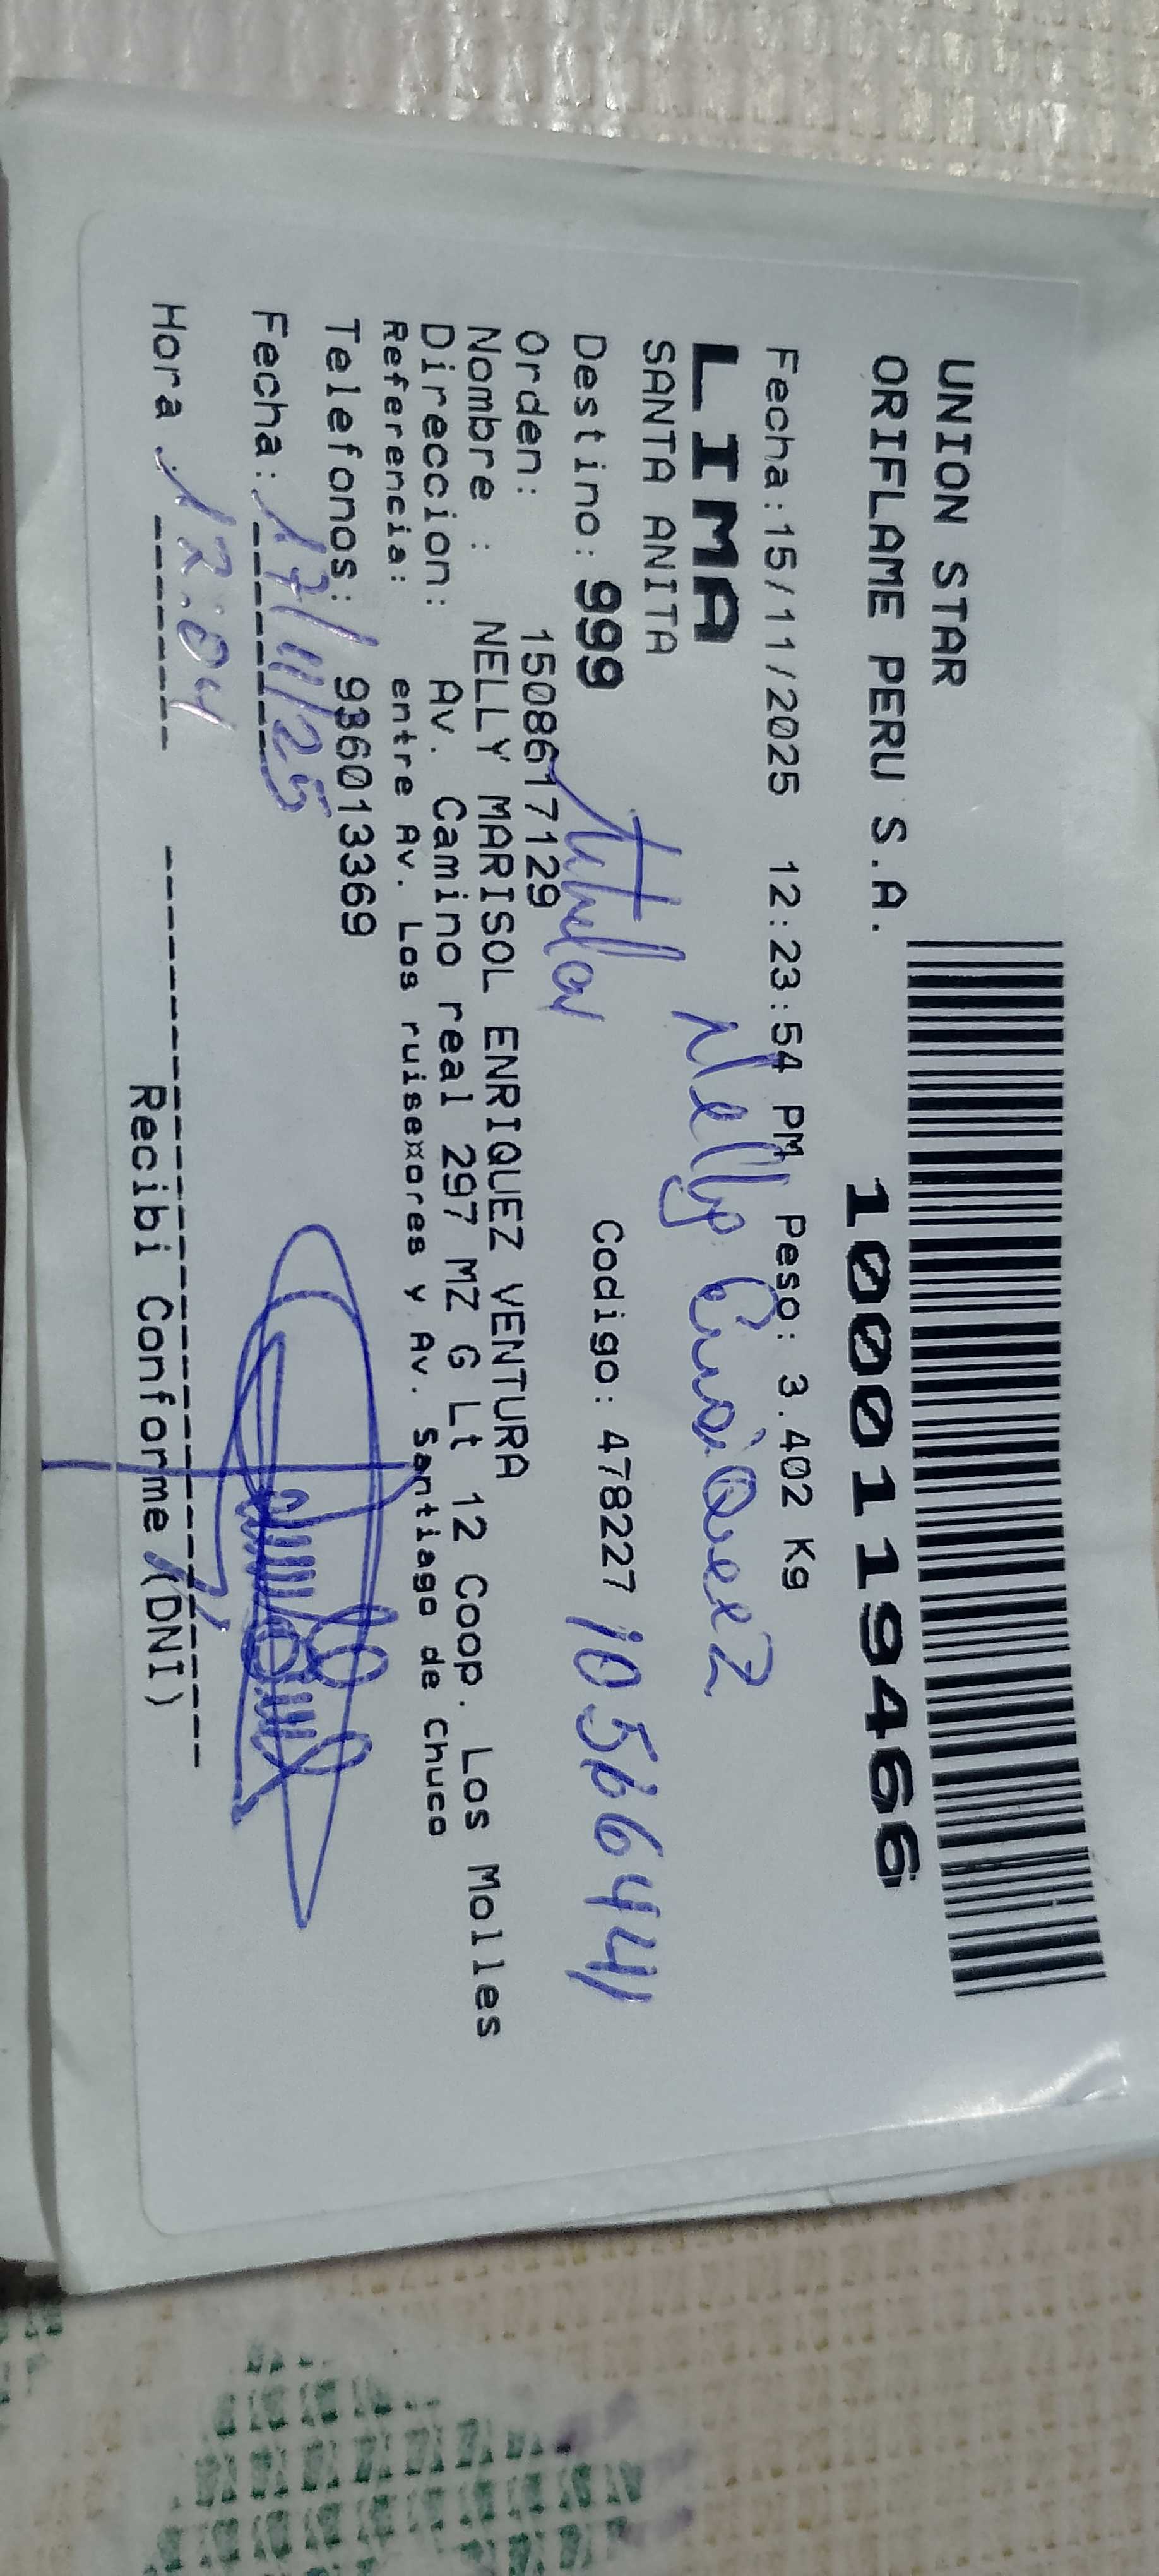 UNION STAR
ORIFLAME PERU S.A.
100119466
Fecha:15/11/2025 12:23:54 PM Peso: 3.402 Kg
LIMA
Nelly EnriQueZ
SANTA ANITA
Destino: 999 Codigo: 478227
titular
Orden: 1508617129
Nombre : NELLY MARISOL ENRIQUEZ VENTURA
Direccion: Av. Camino real 297 MZ G Lt 12 Coop. Los Molles
Referencia: entre Av. Los ruise¤ores y Av. Santiago de Chuco
Telefonos: 936013369
Fecha: 17/11/25
Hora 12:04
Recibi Conforme (DNI)